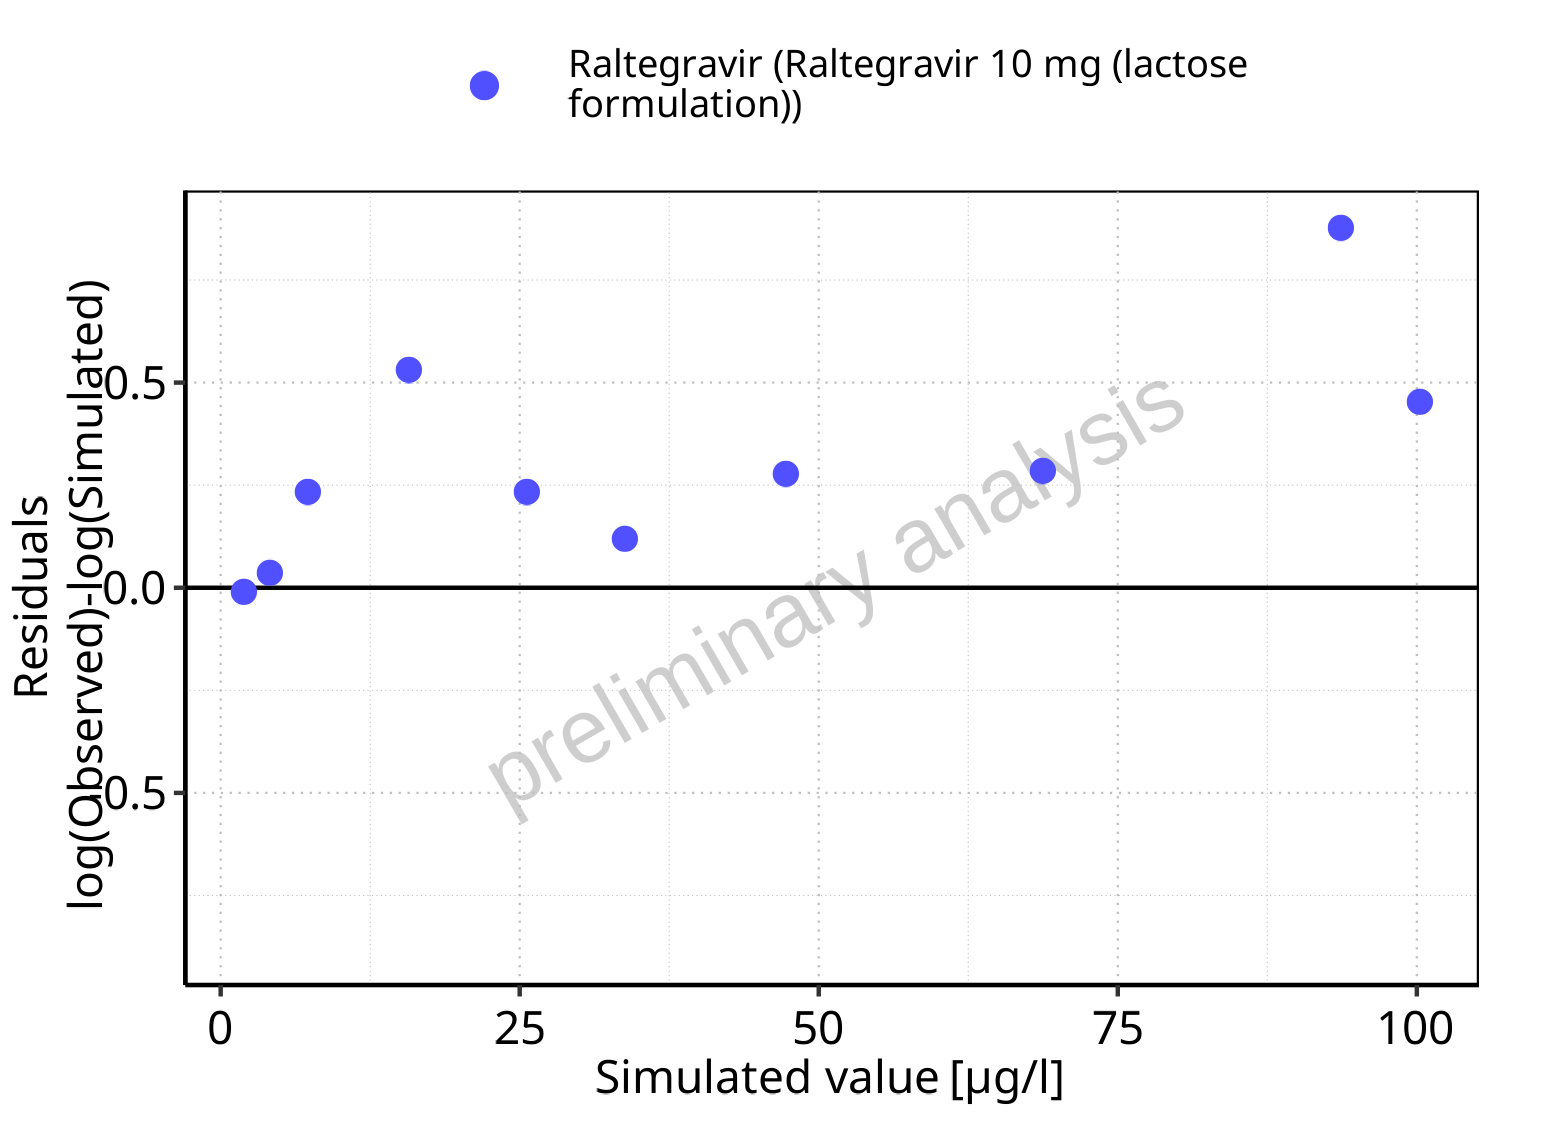 Raltegravir (Raltegravir 10 mg (lactose
formulation))
Residuals
log(Observed)-log(Simulated)
0.5
0.0
-0.5
preliminary analysis
0
25
50
75
100
Simulated value [µg/l]